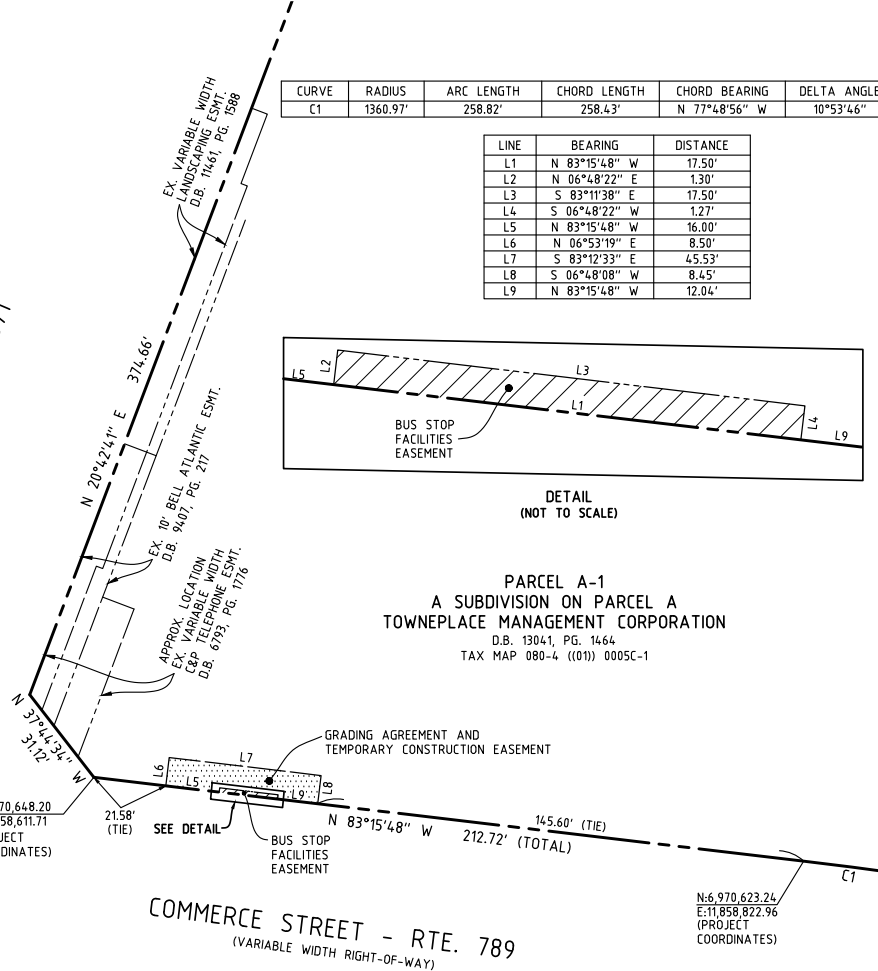 EX. VARIABLE WIDTH
LANDSCAPING ESMT.
D.B. 11461, PG. 1588
CURVE RADIUS ARC LENGTH CHORD LENGTH CHORD BEARING DELTA ANGLE
C1 1360.97' 258.82' 258.43' N 77°48'56" W 10°53'46"
LINE BEARING DISTANCE
L1 N 83°15'48" W 17.50'
L2 N 06°48'22" E 1.30'
L3 S 83°11'38" E 17.50'
L4 S 06°48'22" W 1.27'
L5 N 83°15'48" W 16.00'
L6 N 06°53'19" E 8.50'
L7 S 83°12'33" E 45.53'
L8 S 06°48'08" W 8.45'
L9 N 83°15'48" W 12.04'
N 20°42'41" E 374.66'
L5
L2
L3
L1
L4
L9
BUS STOP
FACILITIES
EASEMENT
DETAIL
(NOT TO SCALE)
EX. 10' BELL ATLANTIC ESMT.
D.B. 9407, PG. 217
APPROX. LOCATION
EX. VARIABLE WIDTH
C&P TELEPHONE ESMT.
D.B. 6793, PG. 1776
PARCEL A-1
A SUBDIVISION ON PARCEL A
TOWNEPLACE MANAGEMENT CORPORATION
D.B. 13041, PG. 1464
TAX MAP 080-4 ((01)) 0005C-1
N 37°44'34" W
31.12'
GRADING AGREEMENT AND
TEMPORARY CONSTRUCTION EASEMENT
L6
L7
L5
L9
L8
70,648.20
58,611.71
JECT
DINATES)
21.58'
(TIE)
SEE DETAIL
BUS STOP
FACILITIES
EASEMENT
N 83°15'48" W 212.72' (TOTAL)
145.60' (TIE)
C1
N:6,970,623.24
E:11,858,822.96
(PROJECT
COORDINATES)
COMMERCE STREET - RTE. 789
(VARIABLE WIDTH RIGHT-OF-WAY)